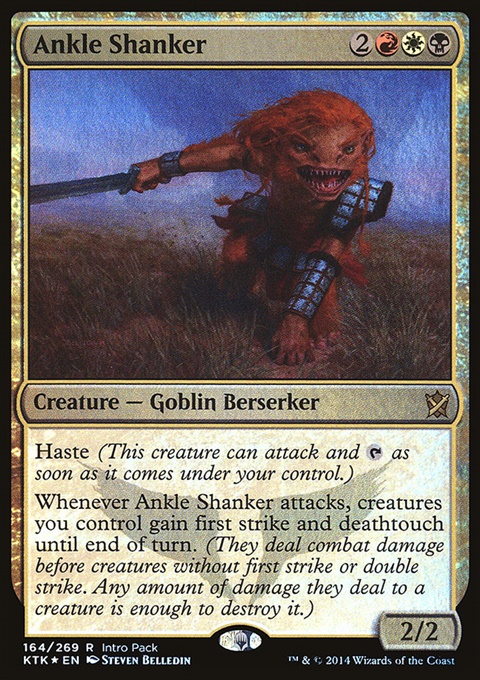 Ankle Shanker 2
Creature — Goblin Berserker
Haste (This creature can attack and as
soon as it comes under your control.)
Whenever Ankle Shanker attacks, creatures
you control gain first strike and deathtouch
until end of turn. (They deal combat damage
before creatures without first strike or double
strike. Any amount of damage they deal to a
creature is enough to destroy it.)
2/2
164/269 R Intro Pack
KTK★EN Steven Belledin ™ & © 2014 Wizards of the Coast